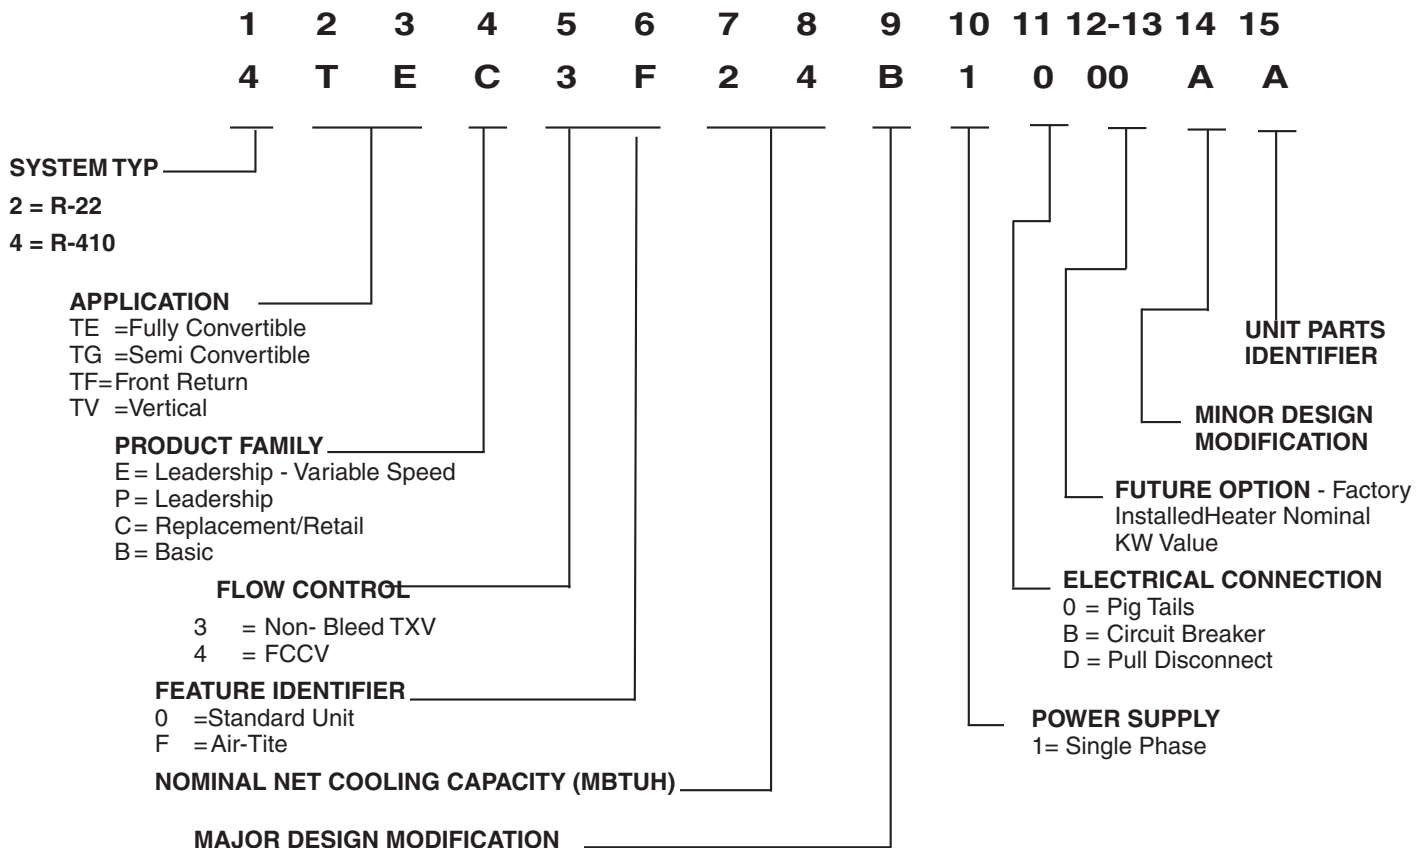 1 2 3 4 5 6 7 8 9 10 11 12-13 14 15
4 T E C 3 F 2 4 B 1 0 00 A A
SYSTEM TYP
2 = R-22
4 = R-410
APPLICATION
TE =Fully Convertible
TG =Semi Convertible
TF=Front Return
TV =Vertical
PRODUCT FAMILY
E= Leadership - Variable Speed
P= Leadership
C= Replacement/Retail
B= Basic
FLOW CONTROL
3 = Non- Bleed TXV
4 = FCCV
FEATURE IDENTIFIER
0 =Standard Unit
F =Air-Tite
NOMINAL NET COOLING CAPACITY (MBTUH)
MAJOR DESIGN MODIFICATION
UNIT PARTS
IDENTIFIER
MINOR DESIGN
MODIFICATION
FUTURE OPTION - Factory
InstalledHeater Nominal
KW Value
ELECTRICAL CONNECTION
0 = Pig Tails
B = Circuit Breaker
D = Pull Disconnect
POWER SUPPLY
1= Single Phase